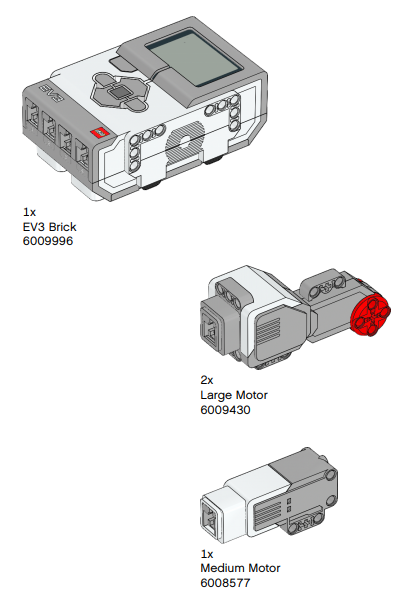 EV3
1x
EV3 Brick
6009996
2x
Large Motor
6009430
1x
Medium Motor
6008577